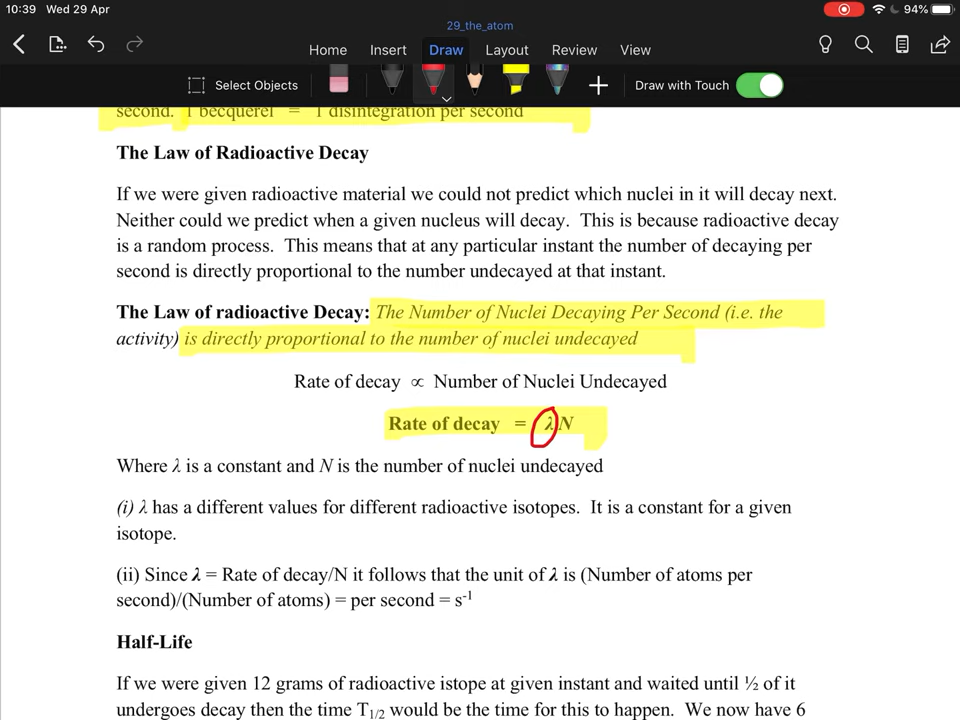 10:39 Wed 29 Apr
94%
29_the_atom
Home Insert Draw Layout Review View
Select Objects
Draw with Touch
second. 1 becquerel = 1 disintegration per second
The Law of Radioactive Decay
If we were given radioactive material we could not predict which nuclei in it will decay next.
Neither could we predict when a given nucleus will decay. This is because radioactive decay
is a random process. This means that at any particular instant the number of decaying per
second is directly proportional to the number undecayed at that instant.
The Law of radioactive Decay: The Number of Nuclei Decaying Per Second (i.e. the
activity) is directly proportional to the number of nuclei undecayed
Rate of decay ∝ Number of Nuclei Undecayed
Rate of decay = λN
Where λ is a constant and N is the number of nuclei undecayed
(i) λ has a different values for different radioactive isotopes. It is a constant for a given
isotope.
(ii) Since λ = Rate of decay/N it follows that the unit of λ is (Number of atoms per
second)/(Number of atoms) = per second = s⁻¹
Half-Life
If we were given 12 grams of radioactive istope at given instant and waited until ½ of it
undergoes decay then the time T₁/₂ would be the time for this to happen. We now have 6